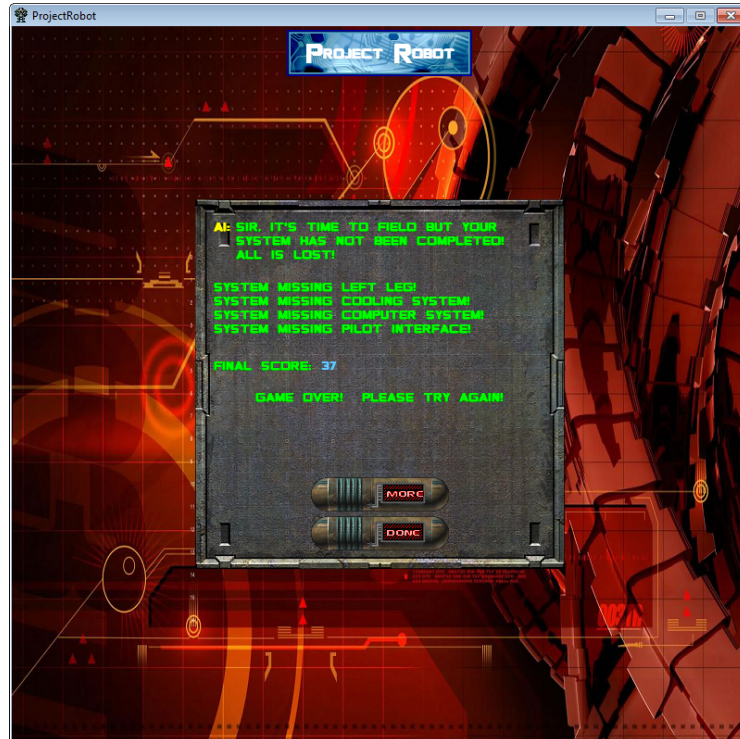 ProjectRobot
PROJECT ROBOT
AI: SIR, IT'S TIME TO FIELD BUT YOUR
SYSTEM HAS NOT BEEN COMPLETED!
ALL IS LOST!
SYSTEM MISSING LEFT LEG!
SYSTEM MISSING COOLING SYSTEM!
SYSTEM MISSING COMPUTER SYSTEM!
SYSTEM MISSING PILOT INTERFACE!
FINAL SCORE: 37
GAME OVER! PLEASE TRY AGAIN!
MORE
DONE